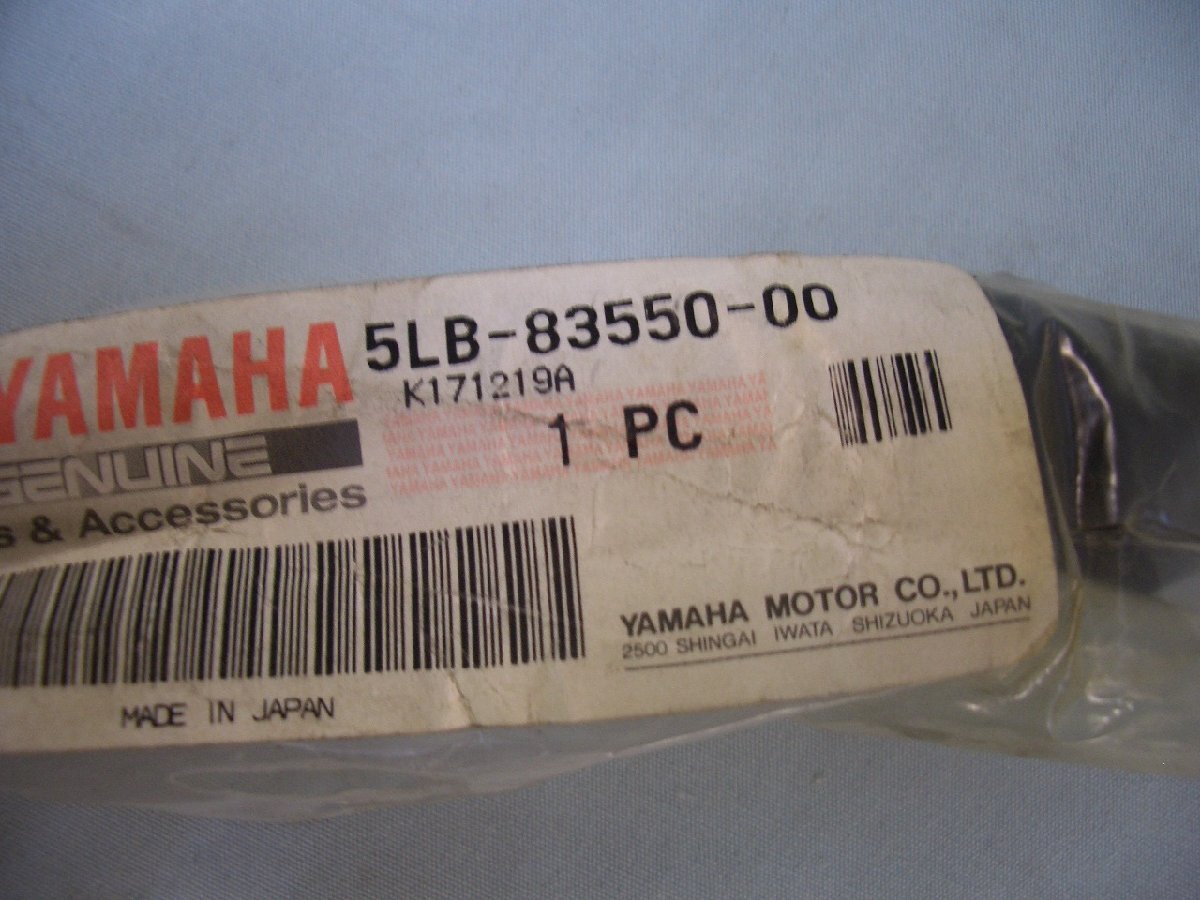 YAMAHA
5LB-83550-00
K171219A
1 PC
GENUINE
s & Accessories
YAMAHA MOTOR CO.,LTD.
2500 SHINGAI IWATA SHIZUOKA JAPAN
MADE IN JAPAN